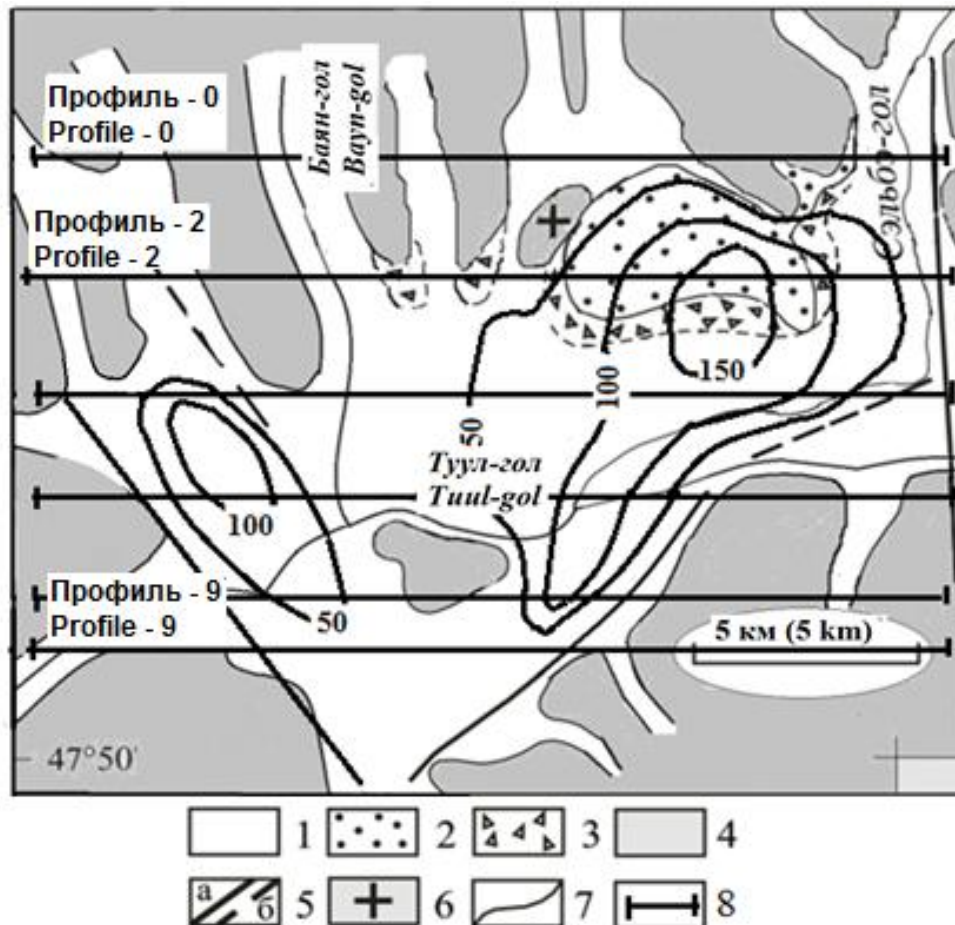 Профиль - 0
Profile - 0
Баян-гол
Bayn-gol
Сэльбэ-гол
Профиль - 2
Profile - 2
150
100
50
Туул-гол
Tuul-gol
100
Профиль - 9
Profile - 9
50
5 км (5 km)
47°50'
1
2
3
4
а
б
5
6
7
8